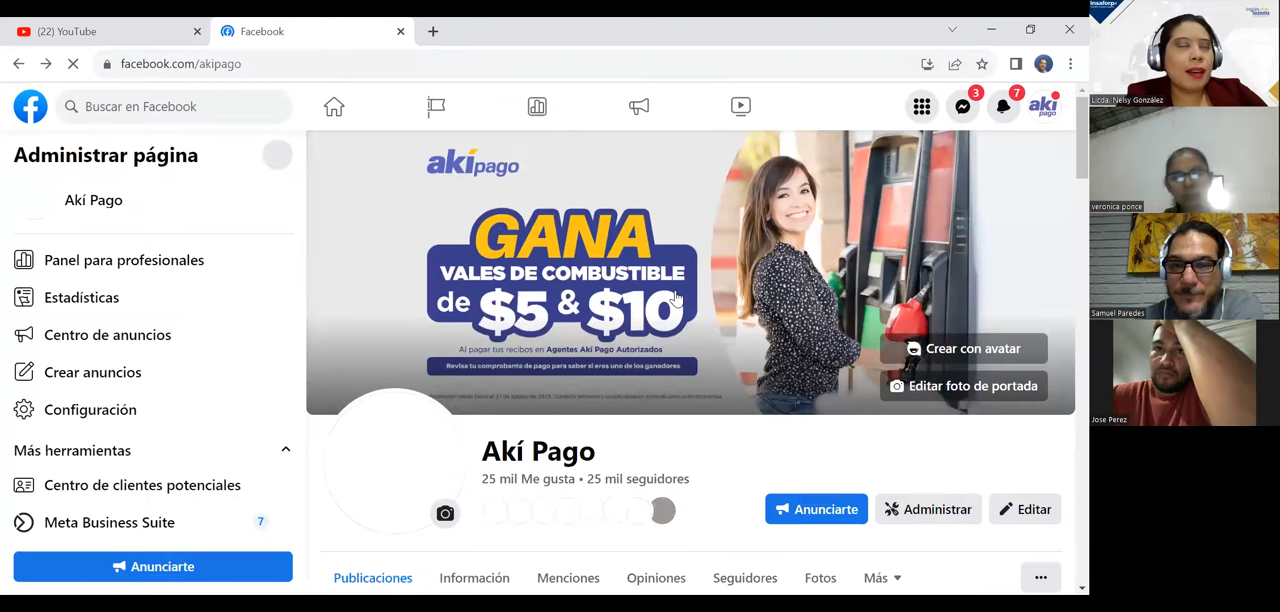 (22) YouTube
Facebook
facebook.com/akipago
Buscar en Facebook
3
7
akí
pago
Administrar página
Akí Pago
Panel para profesionales
Estadísticas
Centro de anuncios
Crear anuncios
Configuración
Más herramientas
Centro de clientes potenciales
Meta Business Suite
7
Anunciarte
akípago
GANA
VALES DE COMBUSTIBLE
de $5 & $10
Al pagar tus recibos en Agentes Akí Pago Autorizados
Revisa tu comprobante de pago para saber si eres uno de los ganadores
Crear con avatar
Editar foto de portada
Akí Pago
25 mil Me gusta • 25 mil seguidores
Anunciarte
Administrar
Editar
Publicaciones
Información
Menciones
Opiniones
Seguidores
Fotos
Más
Insaforp
Licda. Nelsy González
veronica ponce
Samuel Paredes
Jose Perez